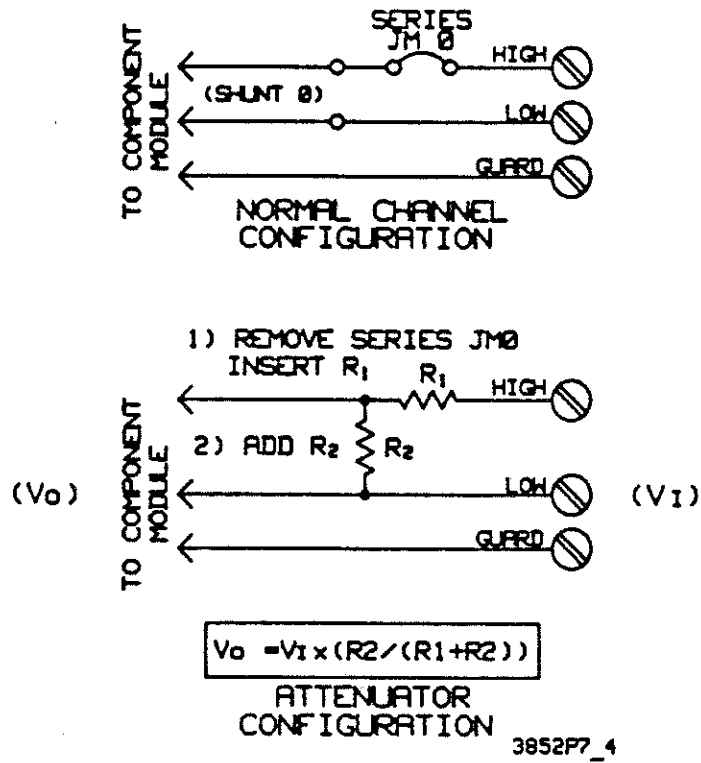 SERIES
JM 0
HIGH
(SHUNT 0)
LOW
GUARD
TO COMPONENT
MODULE
NORMAL CHANNEL
CONFIGURATION
1) REMOVE SERIES JM0
INSERT R₁
R₁
HIGH
2) ADD R₂
R₂
(Vo)
TO COMPONENT
MODULE
LOW
(VI)
GUARD
Vo =VIx(R2/(R1+R2))
ATTENUATOR
CONFIGURATION
3852P7_4